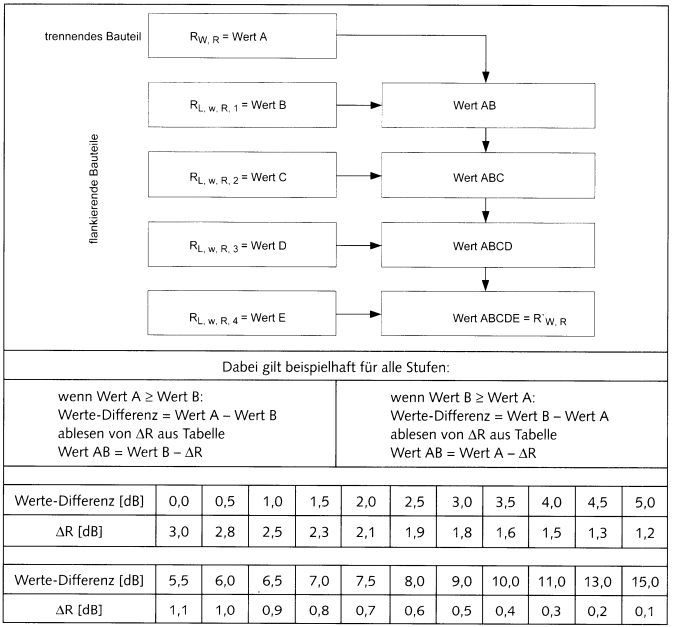 trennendes Bauteil
R W, R = Wert A
flankierende Bauteile
R L, w, R, 1 = Wert B
Wert AB
R L, w, R, 2 = Wert C
Wert ABC
R L, w, R, 3 = Wert D
Wert ABCD
R L, w, R, 4 = Wert E
Wert ABCDE = R' W, R
Dabei gilt beispielhaft für alle Stufen:
wenn Wert A ≥ Wert B:
Werte-Differenz = Wert A – Wert B
ablesen von ΔR aus Tabelle
Wert AB = Wert B – ΔR
wenn Wert B ≥ Wert A:
Werte-Differenz = Wert B – Wert A
ablesen von ΔR aus Tabelle
Wert AB = Wert A – ΔR
Werte-Differenz [dB] 0,0 0,5 1,0 1,5 2,0 2,5 3,0 3,5 4,0 4,5 5,0
ΔR [dB] 3,0 2,8 2,5 2,3 2,1 1,9 1,8 1,6 1,5 1,3 1,2
Werte-Differenz [dB] 5,5 6,0 6,5 7,0 7,5 8,0 9,0 10,0 11,0 13,0 15,0
ΔR [dB] 1,1 1,0 0,9 0,8 0,7 0,6 0,5 0,4 0,3 0,2 0,1